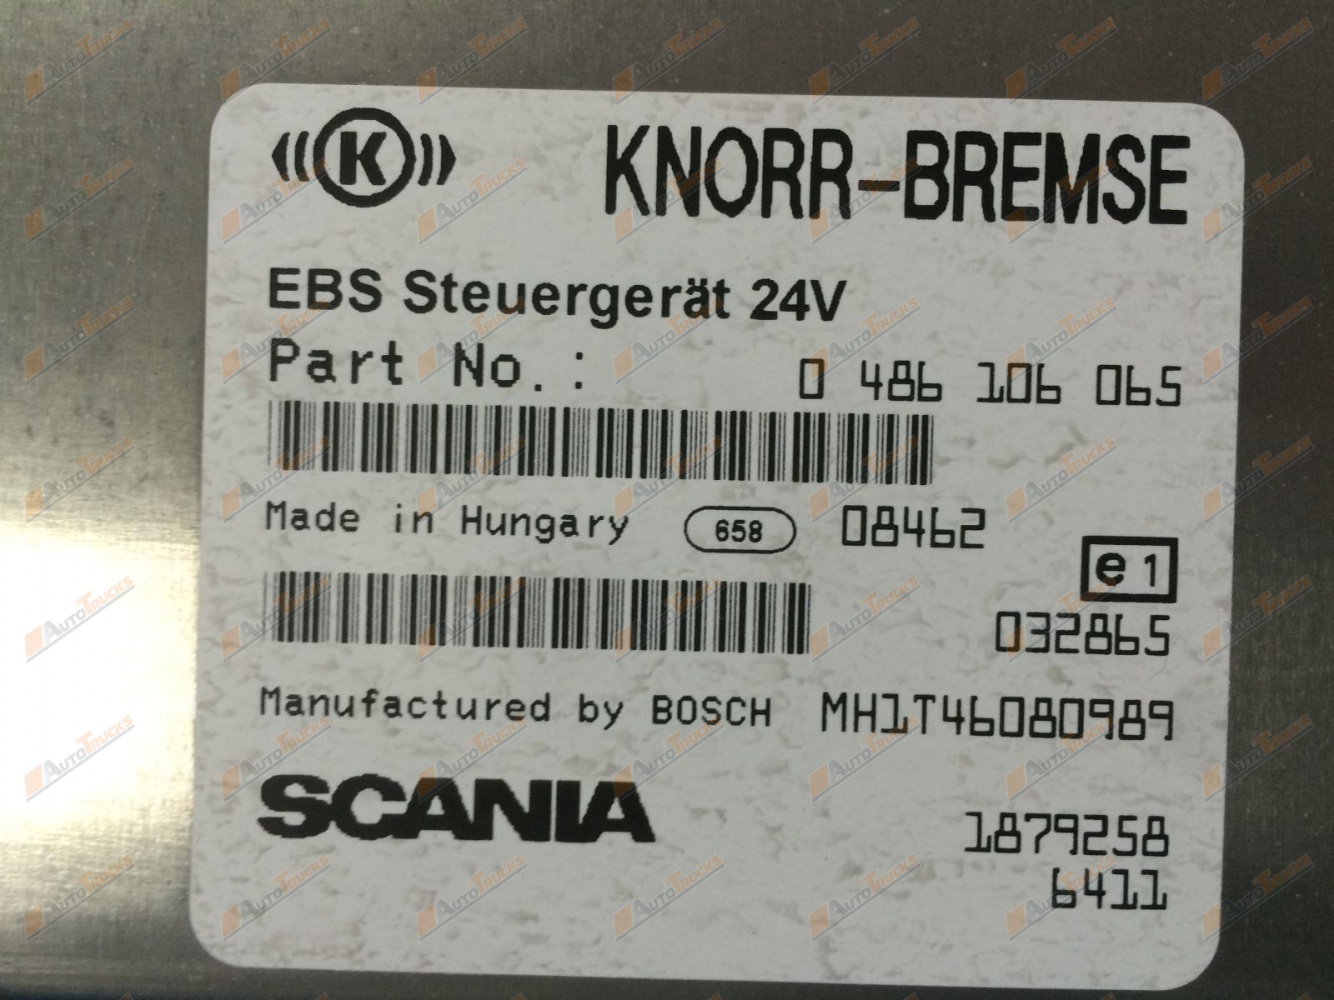 K KNORR-BREMSE
EBS Steuergerät 24V
Part No.: 0 486 106 065
Made in Hungary 658 08462
e1
032865
Manufactured by BOSCH MH1T46080989
SCANIA 1879258
6411
AUTOTRUCKS